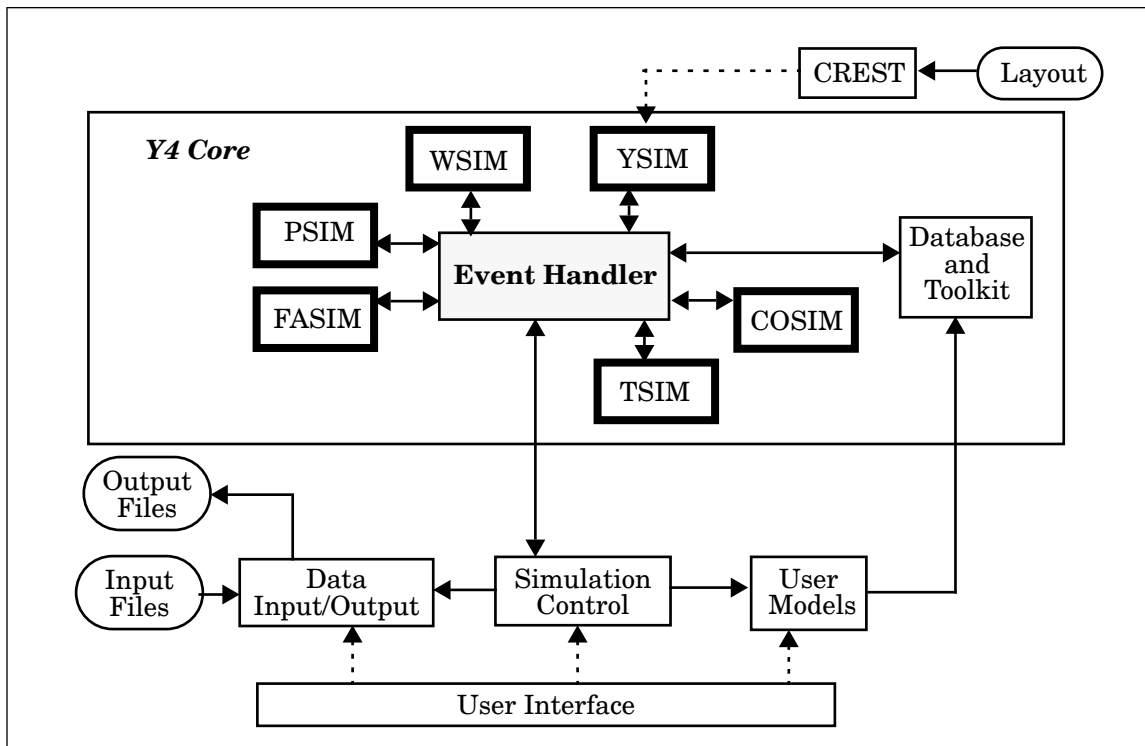 CREST
Layout
Y4 Core
WSIM
YSIM
PSIM
Event Handler
Database
and
Toolkit
FASIM
COSIM
TSIM
Output
Files
Input
Files
Data
Input/Output
Simulation
Control
User
Models
User Interface